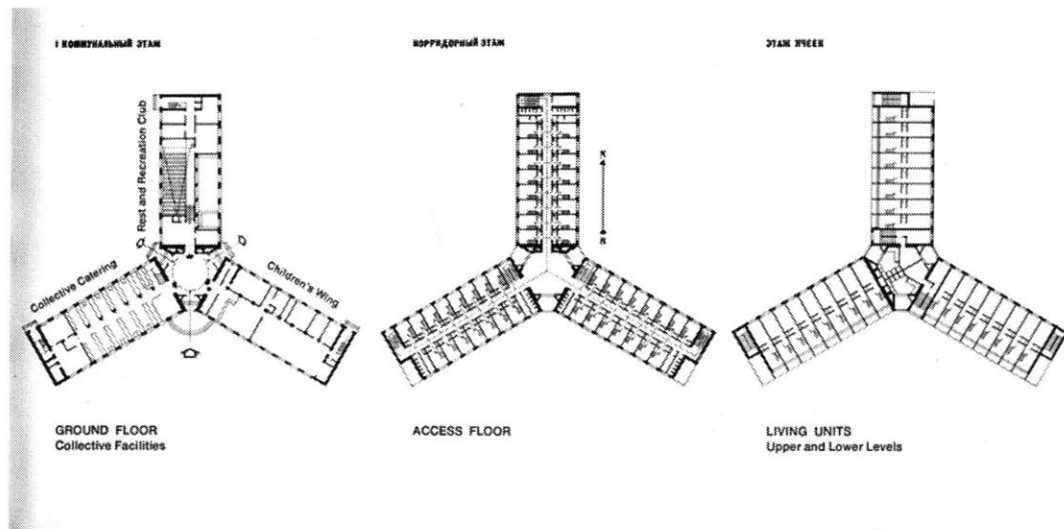 1 КОММУНАЛЬНЫЙ ЭТАЖ
КОРРИДОРНЫЙ ЭТАЖ
ЭТАЖ ЯЧЕЕК
Rest and Recreation Club
Collective Catering
Children's Wing
GROUND FLOOR
Collective Facilities
ACCESS FLOOR
LIVING UNITS
Upper and Lower Levels